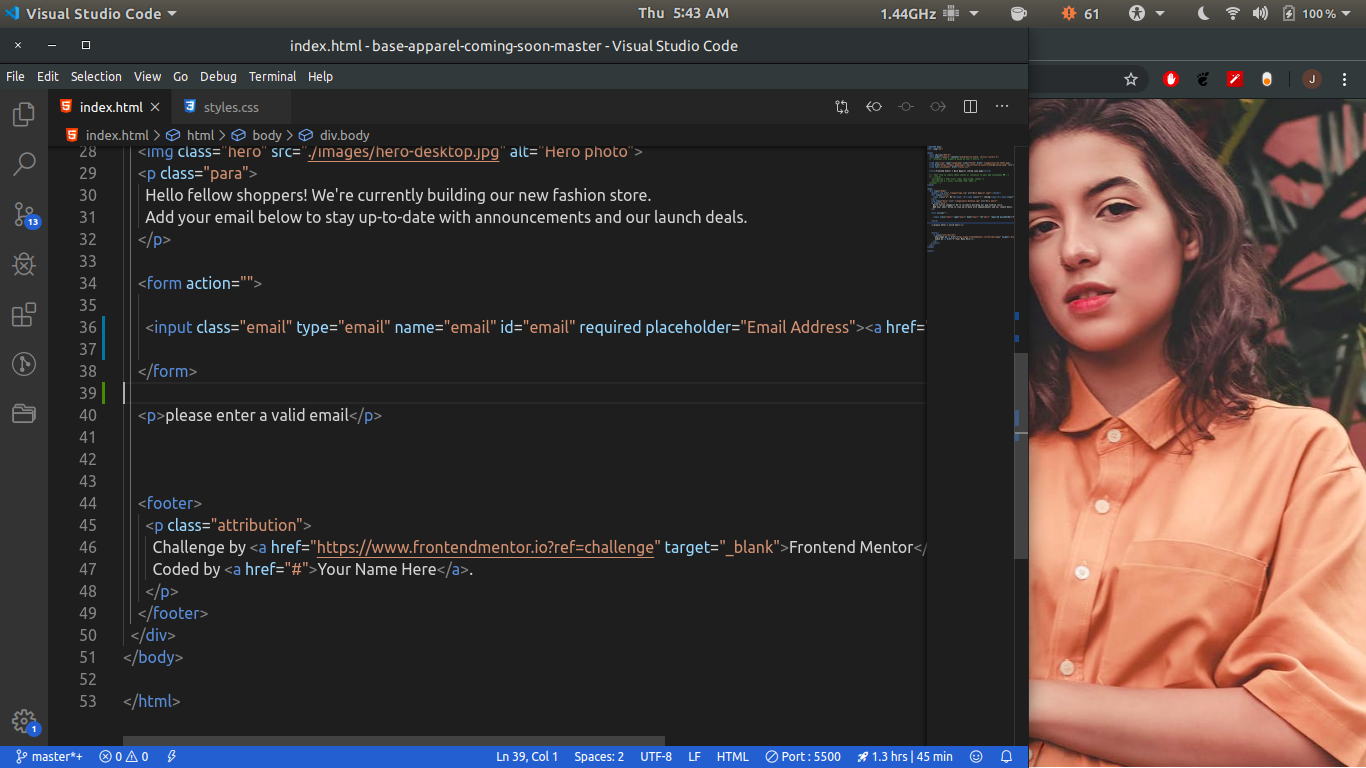 Visual Studio Code
Thu 5:43 AM
1.44GHz
61
100 %
index.html - base-apparel-coming-soon-master - Visual Studio Code
File Edit Selection View Go Debug Terminal Help
index.html
styles.css
index.html > html > body > div.body
28 <img class="hero" src="./images/hero-desktop.jpg" alt="Hero photo">
29 <p class="para">
30 Hello fellow shoppers! We're currently building our new fashion store.
31 Add your email below to stay up-to-date with announcements and our launch deals.
32 </p>
33
34 <form action="">
35
36 <input class="email" type="email" name="email" id="email" required placeholder="Email Address"><a href="
37
38 </form>
39
40 <p>please enter a valid email</p>
41
42
43
44 <footer>
45 <p class="attribution">
46 Challenge by <a href="https://www.frontendmentor.io?ref=challenge" target="_blank">Frontend Mentor</
47 Coded by <a href="#">Your Name Here</a>.
48 </p>
49 </footer>
50 </div>
51 </body>
52
53 </html>
13
1
J
master*+
0 0
Ln 39, Col 1
Spaces: 2
UTF-8
LF
HTML
Port : 5500
1.3 hrs | 45 min